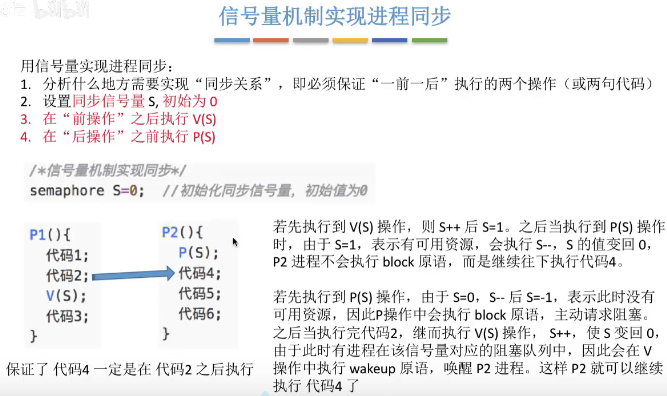 bilibili
信号量机制实现进程同步
用信号量实现进程同步:
1. 分析什么地方需要实现“同步关系”，即必须保证“一前一后”执行的两个操作（或两句代码）
2. 设置同步信号量 S, 初始为 0
3. 在“前操作”之后执行 V(S)
4. 在“后操作”之前执行 P(S)
/*信号量机制实现同步*/
semaphore S=0; //初始化同步信号量，初始值为0
P1(){
代码1;
代码2;
V(S);
代码3;
}
P2(){
P(S);
代码4;
代码5;
代码6;
}
保证了 代码4 一定是在 代码2 之后执行
若先执行到 V(S) 操作，则 S++ 后 S=1。之后当执行到 P(S) 操作
时，由于 S=1，表示有可用资源，会执行 S--，S 的值变回 0，
P2 进程不会执行 block 原语，而是继续往下执行代码4。
若先执行到 P(S) 操作，由于 S=0，S-- 后 S=-1，表示此时没有
可用资源，因此P操作中会执行 block 原语，主动请求阻塞。
之后当执行完代码2，继而执行 V(S) 操作， S++，使 S 变回 0，
由于此时有进程在该信号量对应的阻塞队列中，因此会在 V
操作中执行 wakeup 原语，唤醒 P2 进程。这样 P2 就可以继续
执行 代码4 了